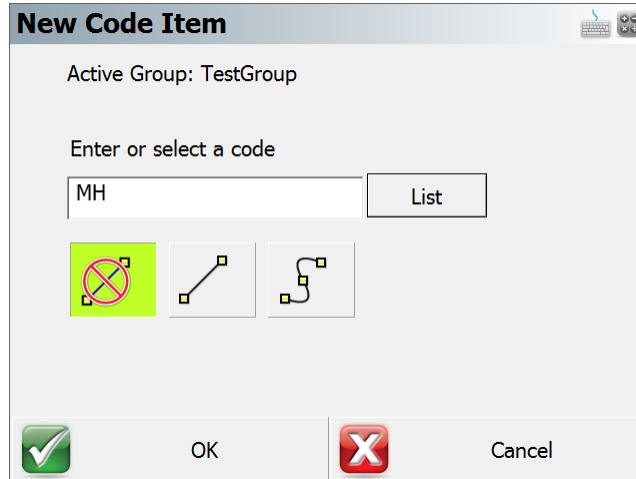 New Code Item
Active Group: TestGroup
Enter or select a code
MH
List
OK
Cancel